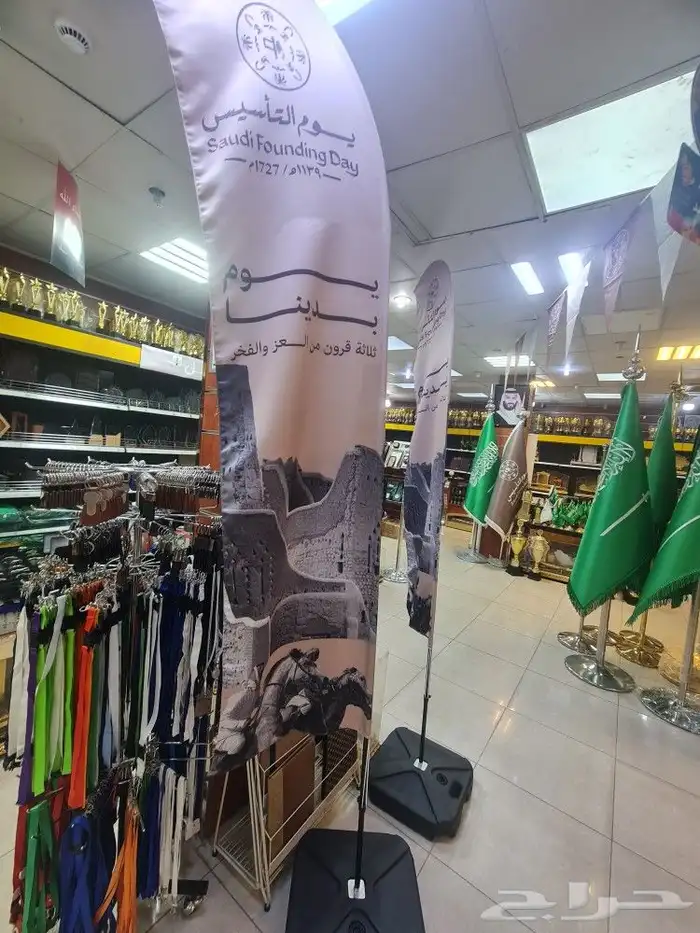 يوم التأسيس
Saudi Founding Day
١١٣٩هـ / 1727م
يوم
بدينا
ثلاثة قرون من العز والفخر
حراج